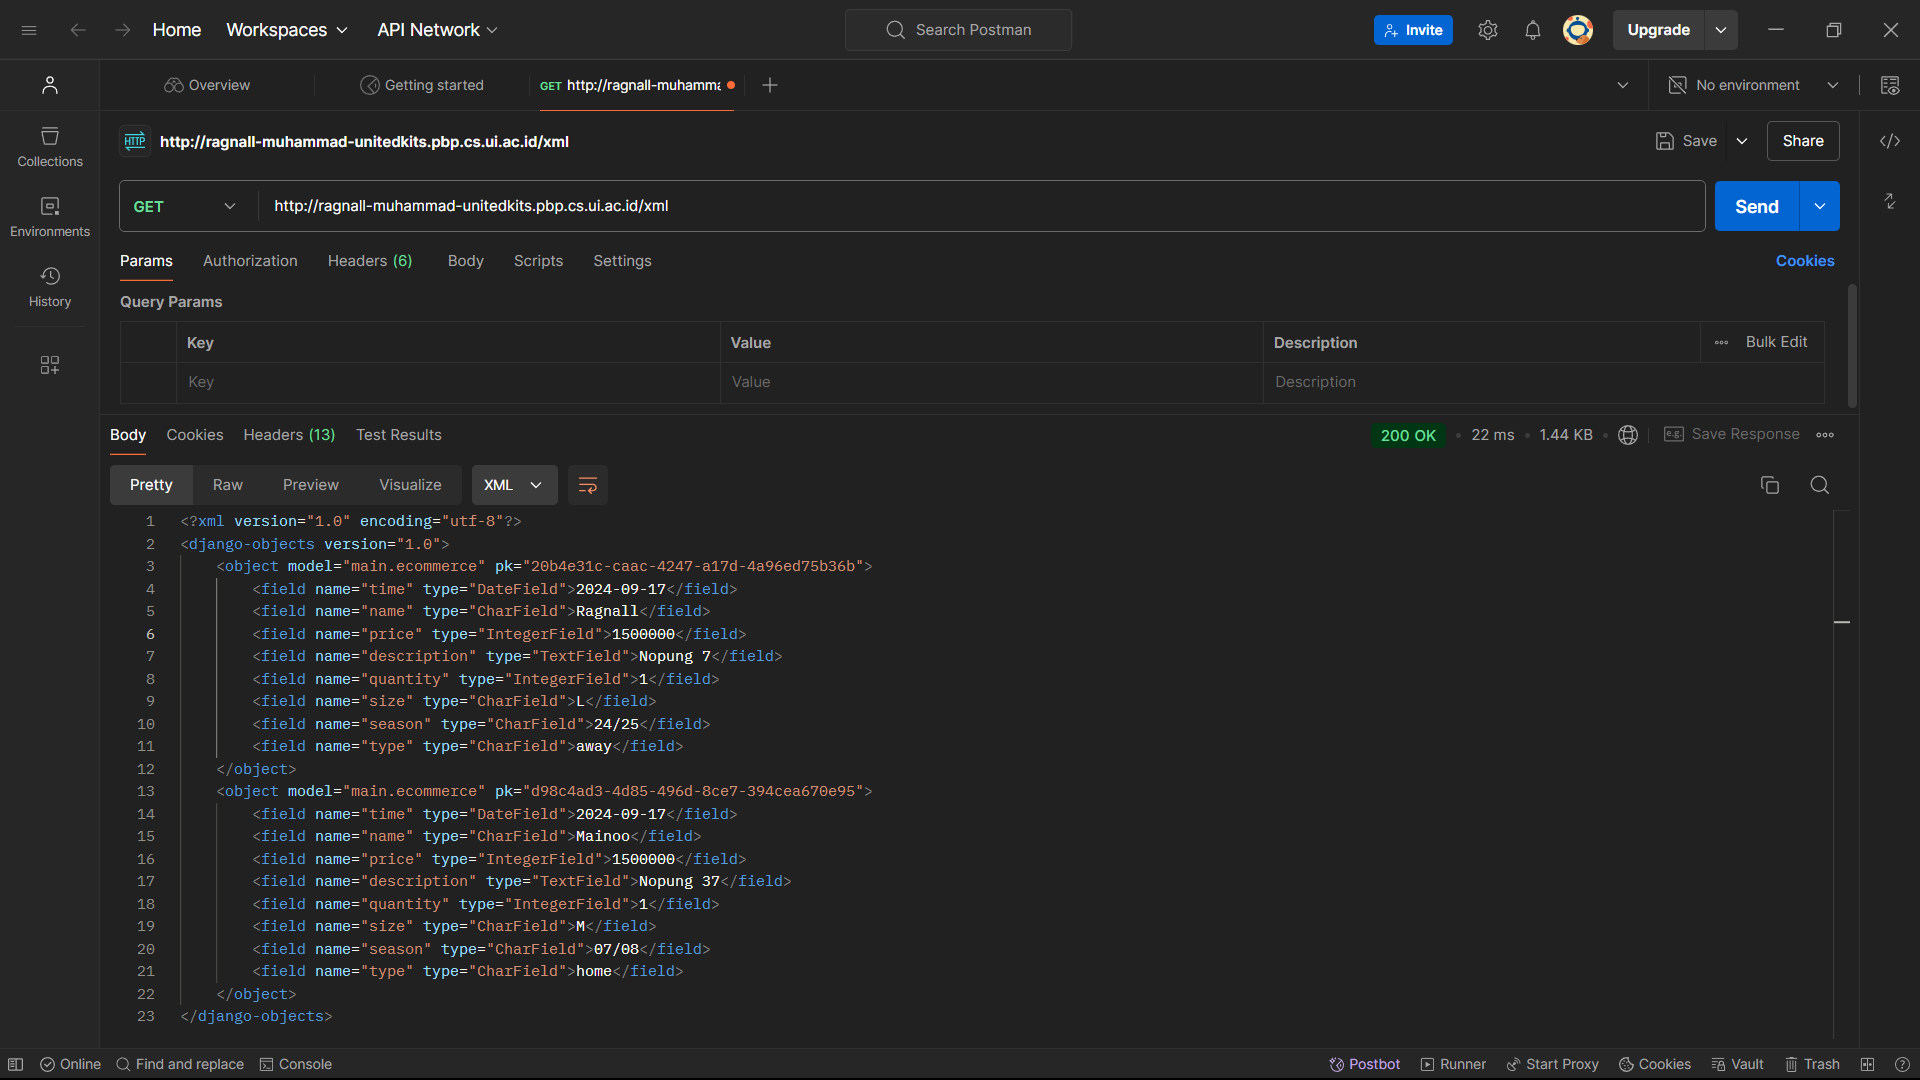 Home Workspaces API Network Search Postman Invite Upgrade
Overview Getting started GET http://ragnall-muhamma No environment
HTTP http://ragnall-muhammad-unitedkits.pbp.cs.ui.ac.id/xml Save Share
Collections
GET http://ragnall-muhammad-unitedkits.pbp.cs.ui.ac.id/xml Send
Environments
Params Authorization Headers (6) Body Scripts Settings Cookies
History
Query Params
Key Value Description Bulk Edit
Key Value Description
Body Cookies Headers (13) Test Results 200 OK • 22 ms • 1.44 KB • e.g. Save Response
Pretty Raw Preview Visualize XML
1 <?xml version="1.0" encoding="utf-8"?>
2 <django-objects version="1.0">
3 <object model="main.ecommerce" pk="20b4e31c-caac-4247-a17d-4a96ed75b36b">
4 <field name="time" type="DateField">2024-09-17</field>
5 <field name="name" type="CharField">Ragnall</field>
6 <field name="price" type="IntegerField">1500000</field>
7 <field name="description" type="TextField">Nopung 7</field>
8 <field name="quantity" type="IntegerField">1</field>
9 <field name="size" type="CharField">L</field>
10 <field name="season" type="CharField">24/25</field>
11 <field name="type" type="CharField">away</field>
12 </object>
13 <object model="main.ecommerce" pk="d98c4ad3-4d85-496d-8ce7-394cea670e95">
14 <field name="time" type="DateField">2024-09-17</field>
15 <field name="name" type="CharField">Mainoo</field>
16 <field name="price" type="IntegerField">1500000</field>
17 <field name="description" type="TextField">Nopung 37</field>
18 <field name="quantity" type="IntegerField">1</field>
19 <field name="size" type="CharField">M</field>
20 <field name="season" type="CharField">07/08</field>
21 <field name="type" type="CharField">home</field>
22 </object>
23 </django-objects>
Online Find and replace Console Postbot Runner Start Proxy Cookies Vault Trash